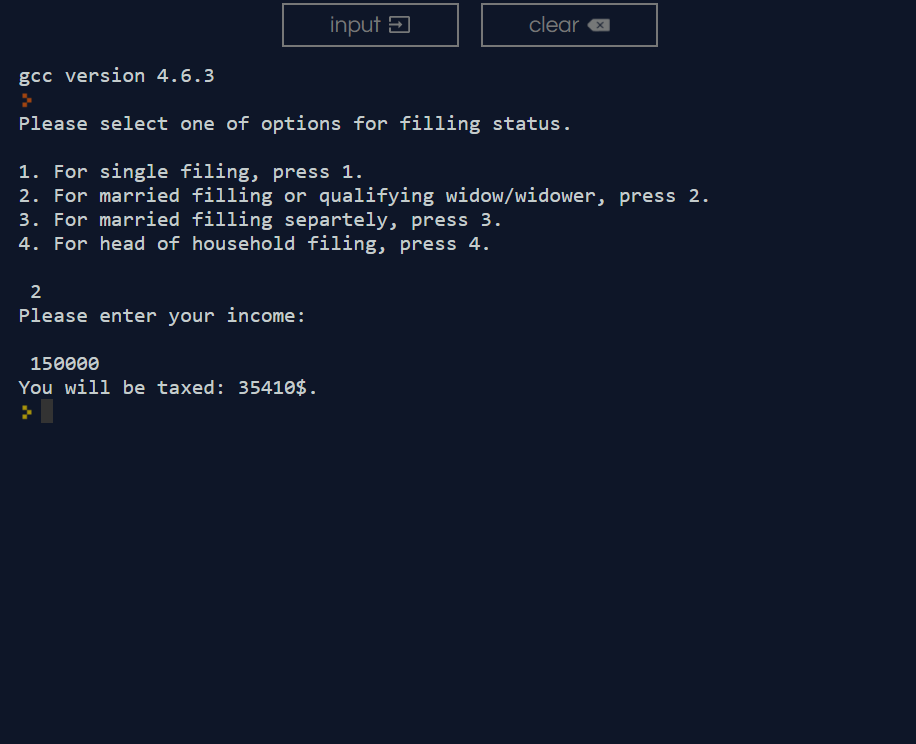 input
clear
gcc version 4.6.3
Please select one of options for filling status.
1. For single filing, press 1.
2. For married filling or qualifying widow/widower, press 2.
3. For married filling separtely, press 3.
4. For head of household filing, press 4.
2
Please enter your income:
150000
You will be taxed: 35410$.